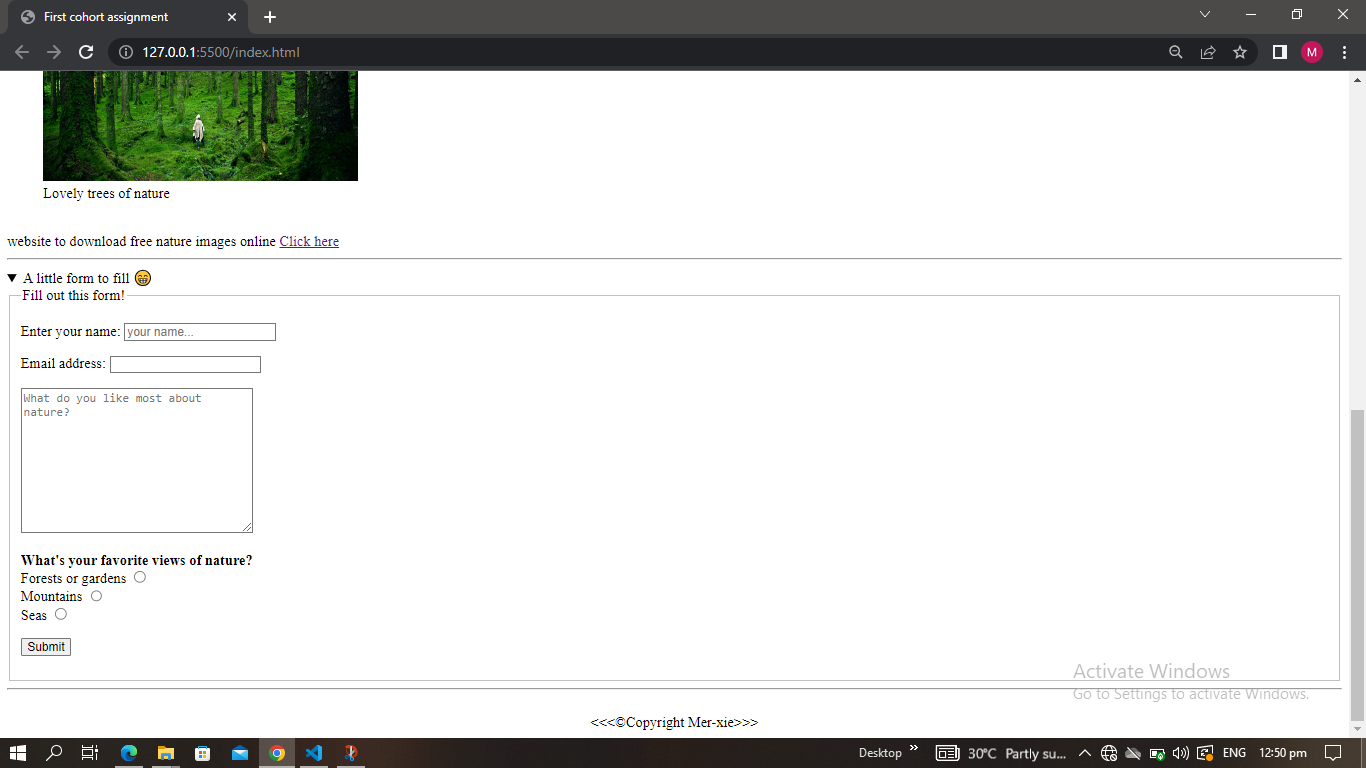 First cohort assignment
127.0.0.1:5500/index.html
M
Lovely trees of nature
website to download free nature images online Click here
A little form to fill 😁
Fill out this form!
Enter your name: your name...
Email address:
What do you like most about
nature?
What's your favorite views of nature?
Forests or gardens
Mountains
Seas
Submit
Activate Windows
Go to Settings to activate Windows.
<<<©Copyright Mer-xie>>>
Desktop » 30°C Partly su... ENG 12:50 pm